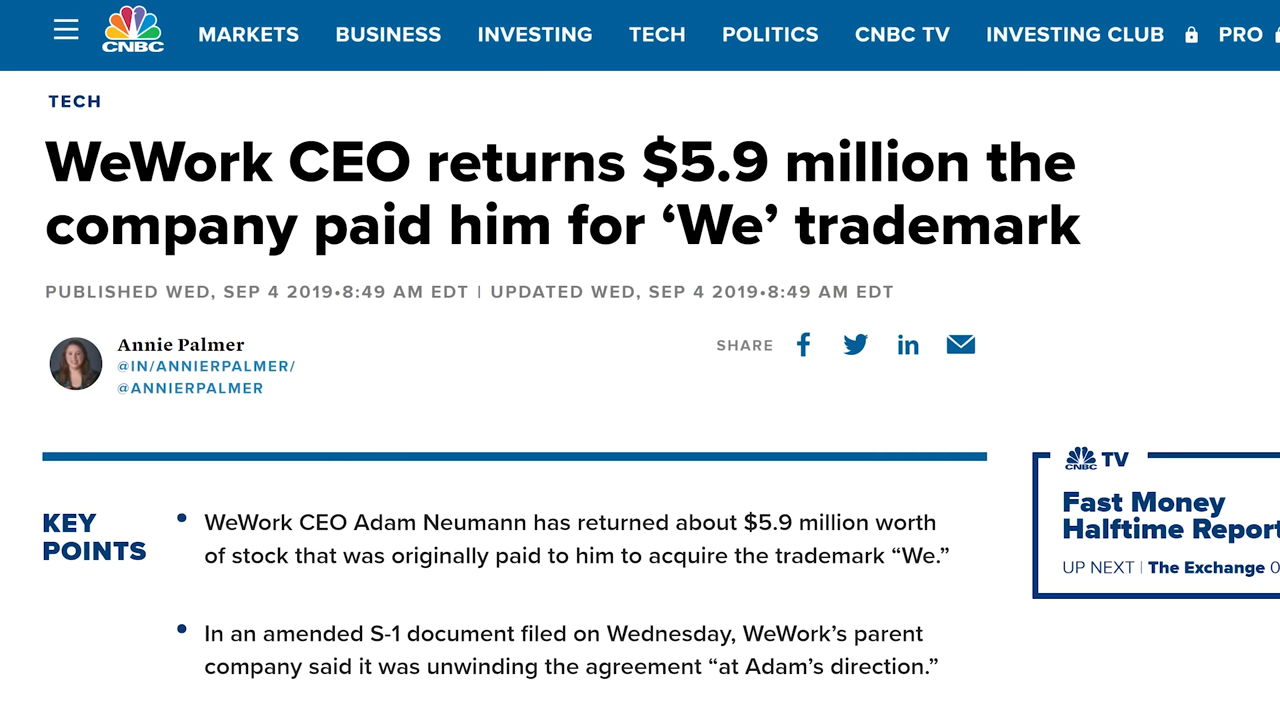 CNBC
MARKETS BUSINESS INVESTING TECH POLITICS CNBC TV INVESTING CLUB PRO
TECH
WeWork CEO returns $5.9 million the
company paid him for ‘We’ trademark
PUBLISHED WED, SEP 4 2019•8:49 AM EDT | UPDATED WED, SEP 4 2019•8:49 AM EDT
Annie Palmer
@IN/ANNIERPALMER/
@ANNIERPALMER
SHARE
KEY
POINTS
• WeWork CEO Adam Neumann has returned about $5.9 million worth
of stock that was originally paid to him to acquire the trademark “We.”
• In an amended S-1 document filed on Wednesday, WeWork’s parent
company said it was unwinding the agreement “at Adam’s direction.”
CNBC TV
Fast Money
Halftime Report
UP NEXT | The Exchange 0